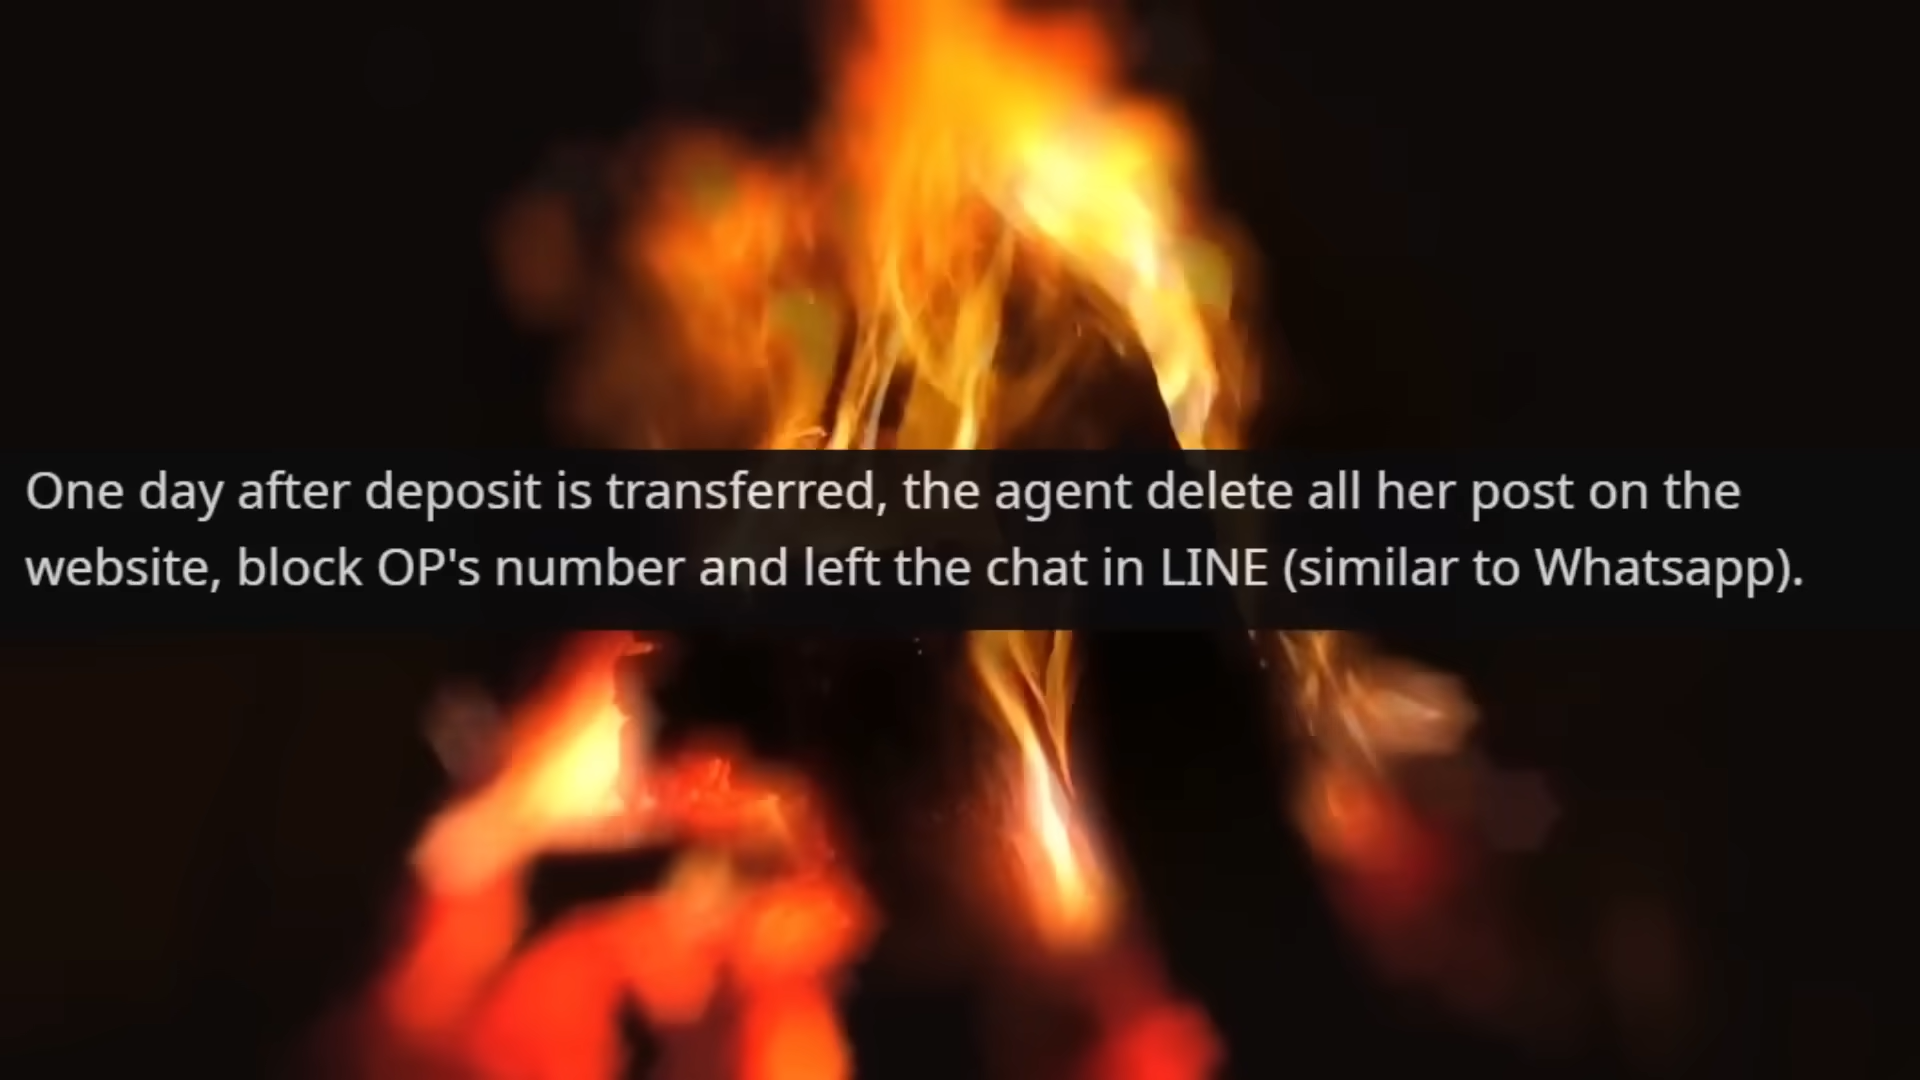 One day after deposit is transferred, the agent delete all her post on the
website, block OP's number and left the chat in LINE (similar to Whatsapp).